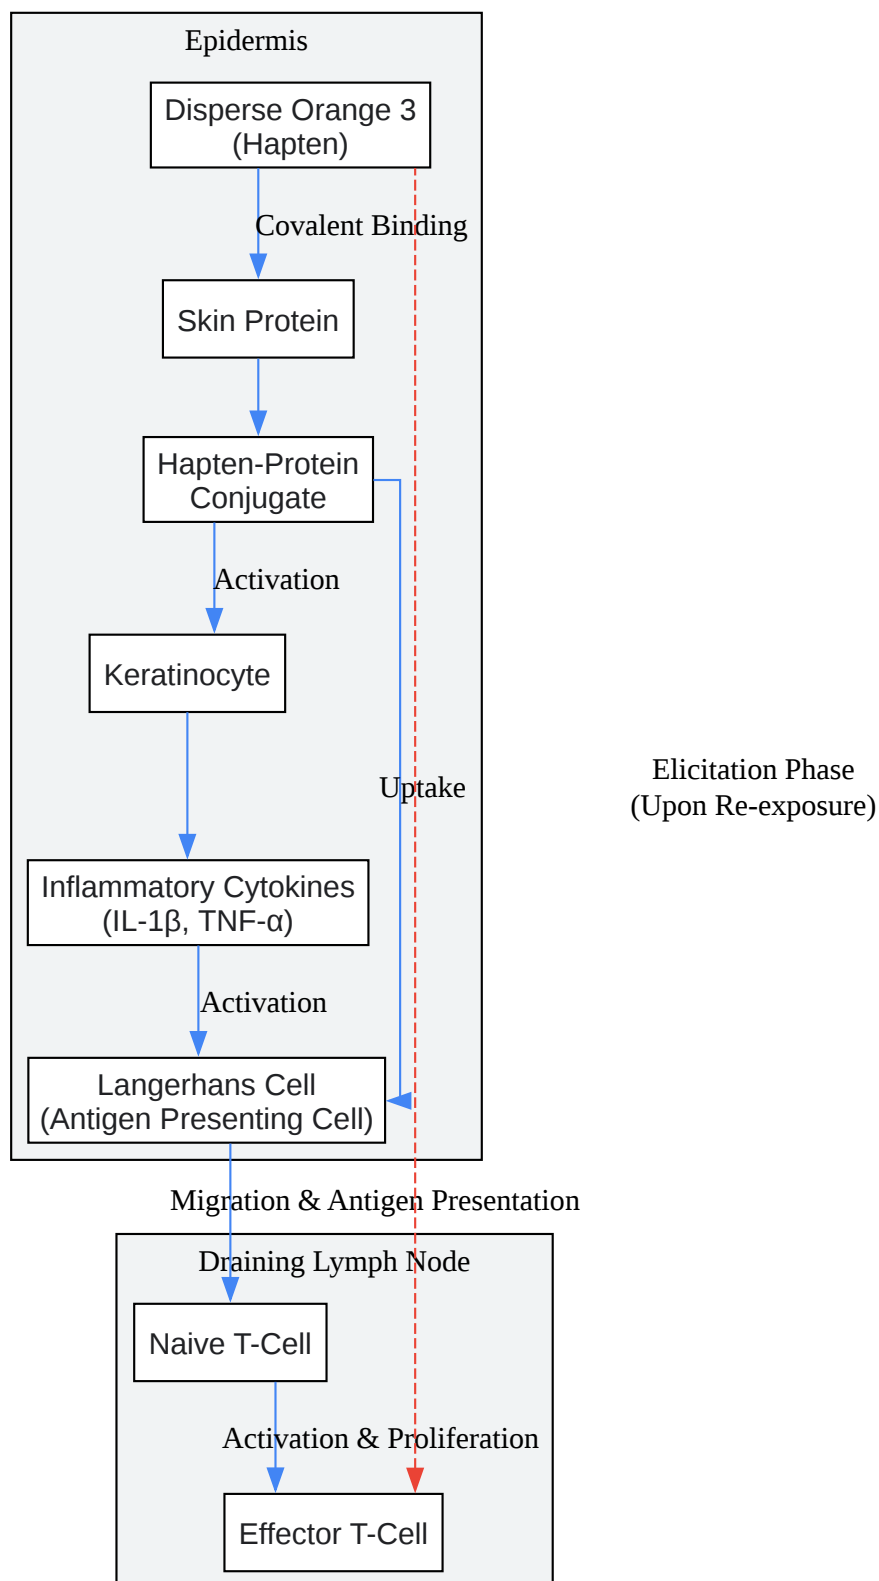 Epidermis
Disperse Orange 3
(Hapten)
Covalent Binding
Skin Protein
Hapten-Protein
Conjugate
Activation
Keratinocyte
Uptake
Elicitation Phase
(Upon Re-exposure)
Inflammatory Cytokines
(IL-1β, TNF-α)
Activation
Langerhans Cell
(Antigen Presenting Cell)
Migration & Antigen Presentation
Draining Lymph Node
Naive T-Cell
Activation & Proliferation
Effector T-Cell